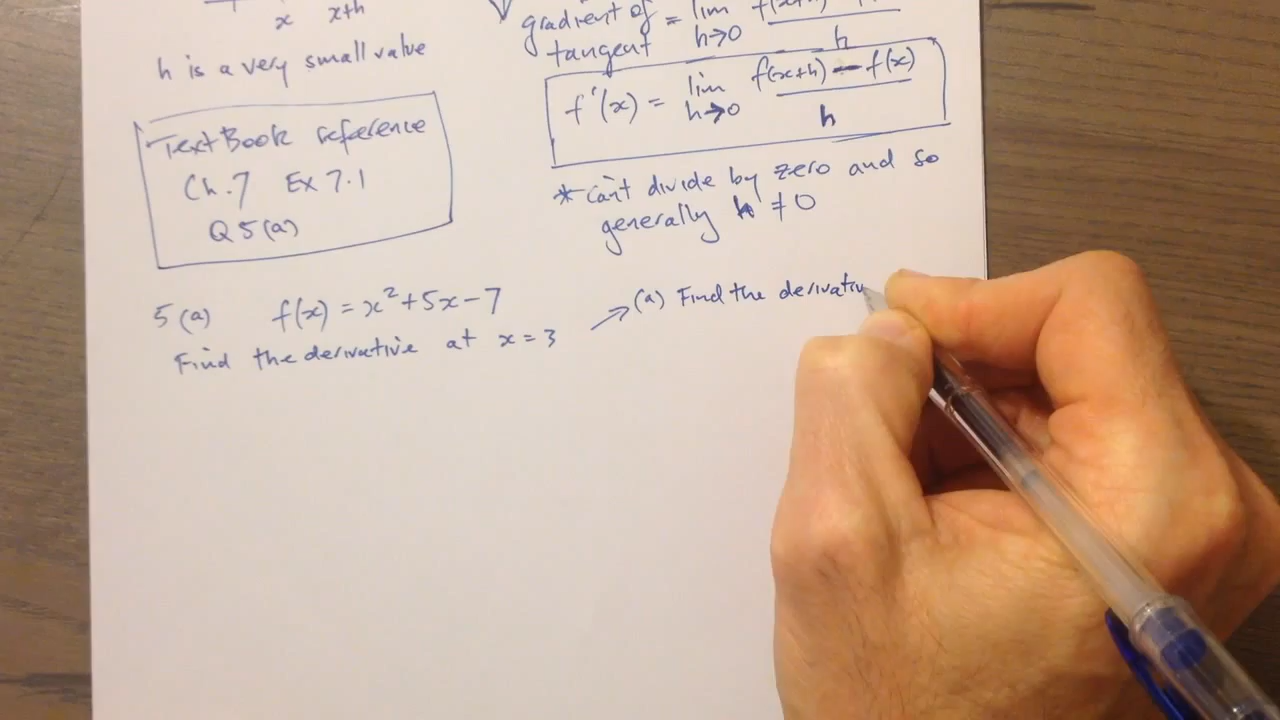 x x+h
h is a very small value
Text Book reference
Ch.7 Ex 7.1
Q5(a)
gradient of = lim f(x+h)
tangent h→0 h
f'(x) = lim f(x+h) - f(x)
h→0 h
* can't divide by zero and so
generally h ≠ 0
5(a) f(x) = x²+5x-7
Find the derivative at x = 3
→ (a) Find the derivativ